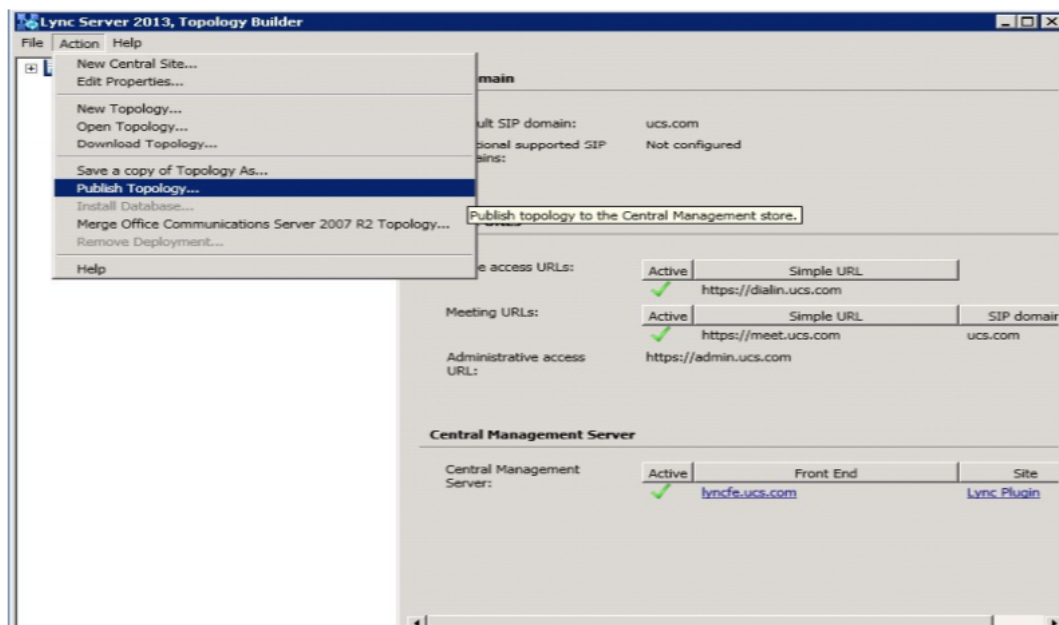 Lync Server 2013, Topology Builder
File Action Help
New Central Site...
Edit Properties...
New Topology...
Open Topology...
Download Topology...
Save a copy of Topology As...
Publish Topology...
Install Database...
Merge Office Communications Server 2007 R2 Topology...
Remove Deployment...
Help
Publish topology to the Central Management store.
main
ult SIP domain: ucs.com
tional supported SIP Not configured
ains:
e access URLs: Active Simple URL
https://dialin.ucs.com
Meeting URLs: Active Simple URL SIP domain
https://meet.ucs.com ucs.com
Administrative access https://admin.ucs.com
URL:
Central Management Server
Central Management Active Front End Site
Server: lyncfe.ucs.com Lync Plugin